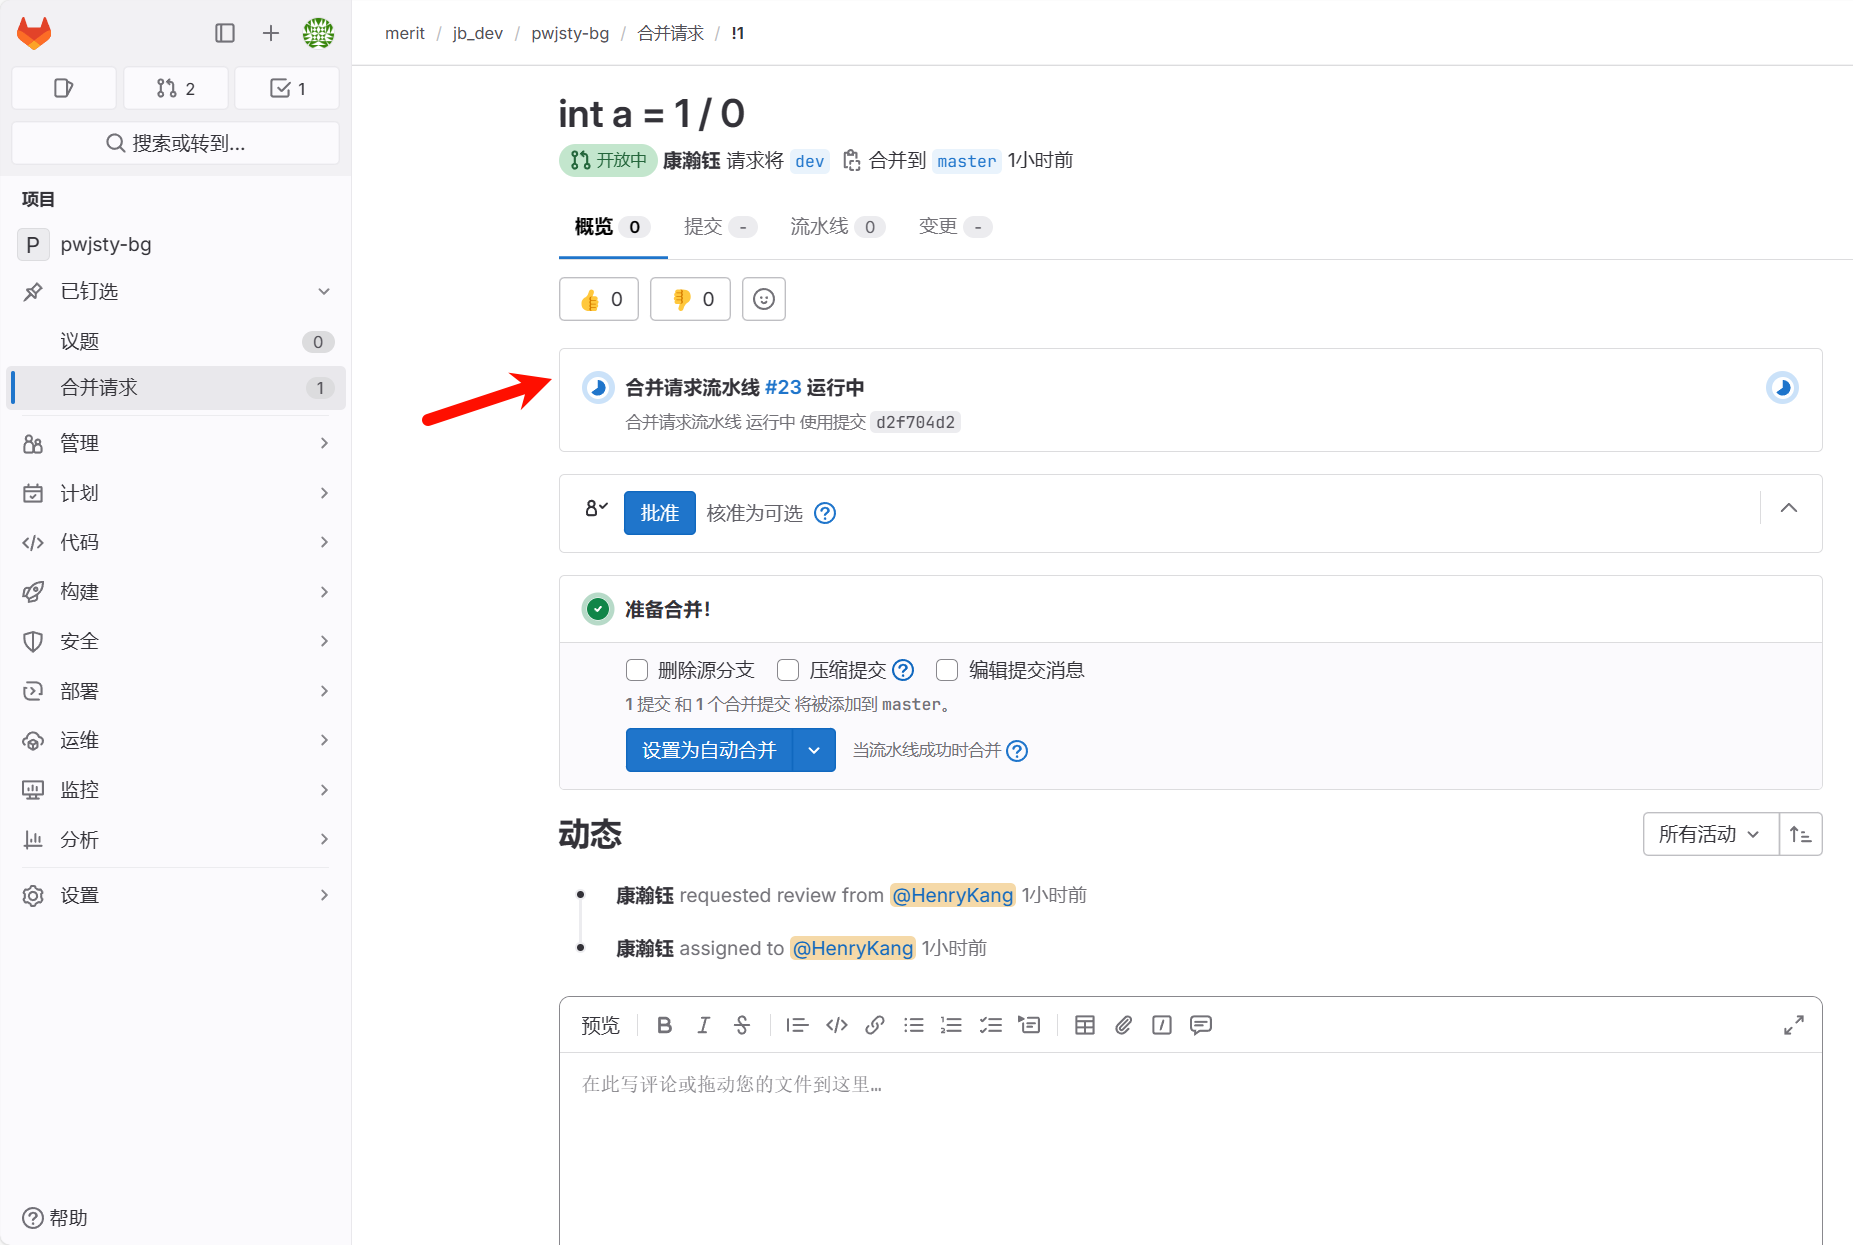 merit / jb_dev / pwjsty-bg / 合并请求 / !1
2
1
搜索或转到...
项目
P pwjsty-bg
已钉选
议题 0
合并请求 1
管理
计划
代码
构建
安全
部署
运维
监控
分析
设置
帮助
int a = 1 / 0
开放中 康瀚钰 请求将 dev 合并到 master 1小时前
概览 0 提交 - 流水线 0 变更 -
0 0
合并请求流水线 #23 运行中
合并请求流水线 运行中 使用提交 d2f704d2
批准 核准为可选
准备合并！
删除源分支 压缩提交 编辑提交消息
1 提交 和 1 个合并提交 将被添加到 master。
设置为自动合并 当流水线成功时合并
动态
所有活动
康瀚钰 requested review from @HenryKang 1小时前
康瀚钰 assigned to @HenryKang 1小时前
预览
在此写评论或拖动您的文件到这里…